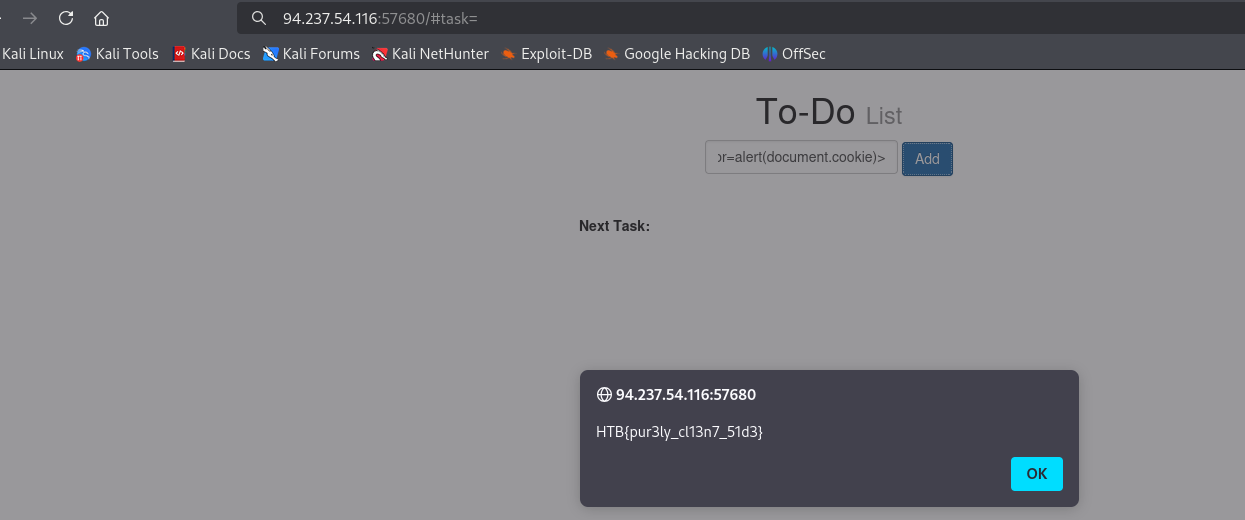 94.237.54.116:57680/#task=
Kali Linux Kali Tools Kali Docs Kali Forums Kali NetHunter Exploit-DB Google Hacking DB OffSec
To-Do List
or=alert(document.cookie)> Add
Next Task:
94.237.54.116:57680
HTB{pur3ly_cl13n7_51d3}
OK